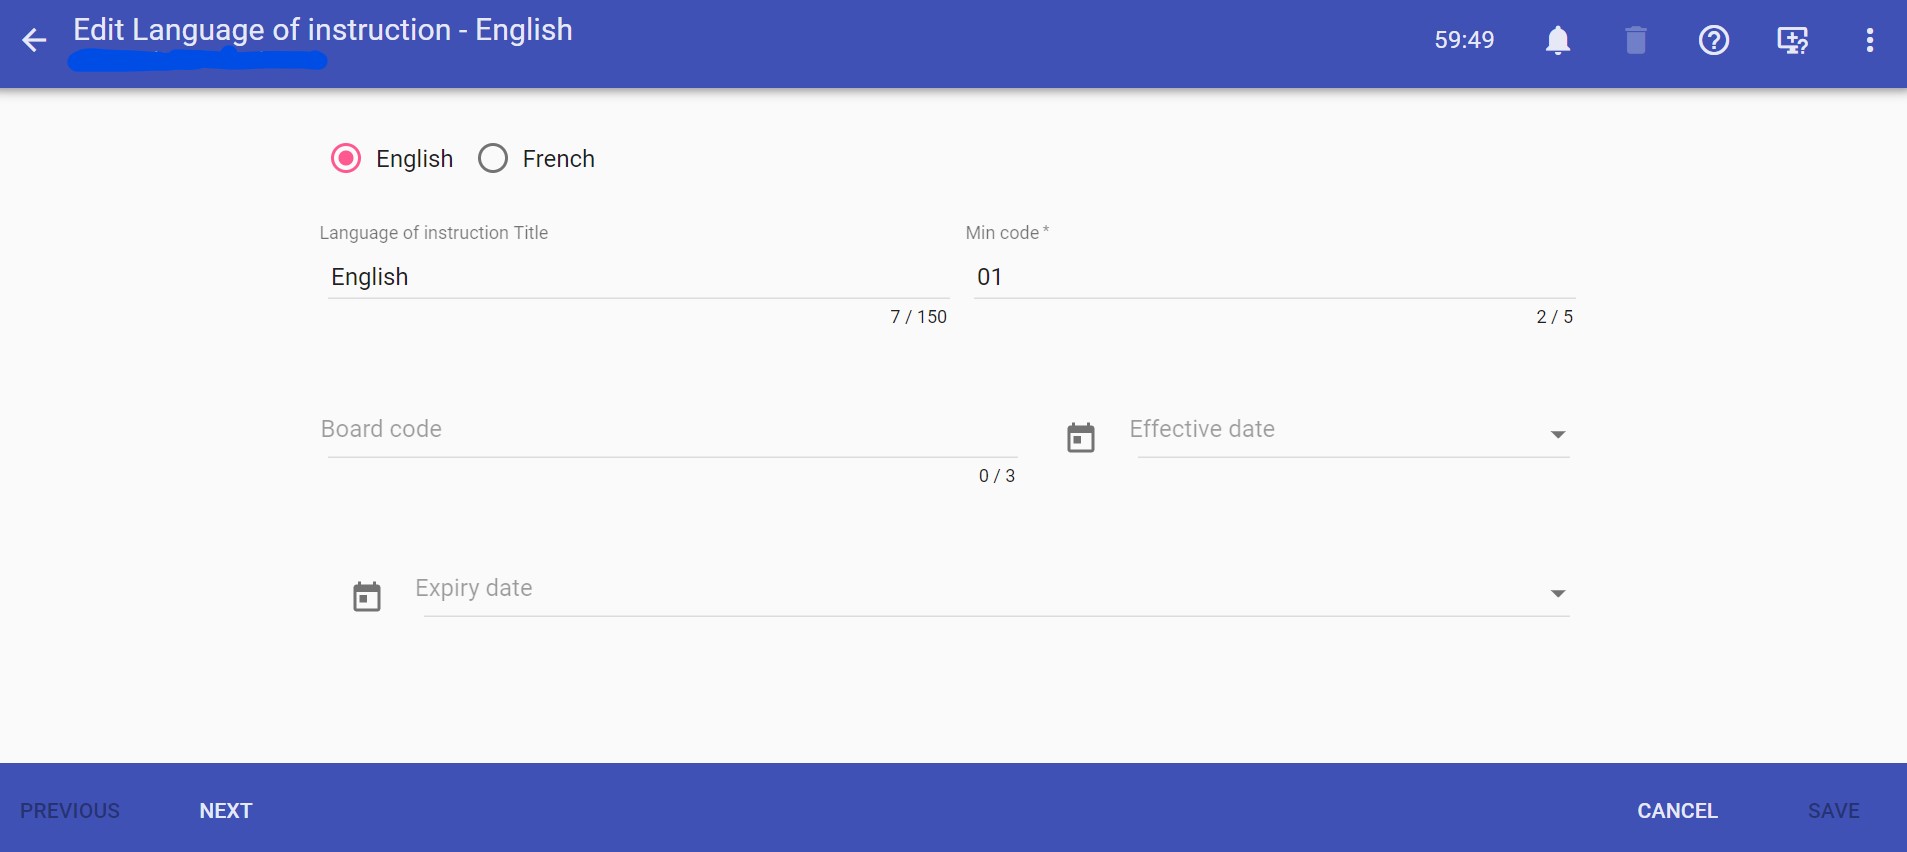 Edit Language of instruction - English
59:49
English
French
Language of instruction Title
Min code *
English
01
7 / 150
2 / 5
Board code
Effective date
0 / 3
Expiry date
PREVIOUS
NEXT
CANCEL
SAVE